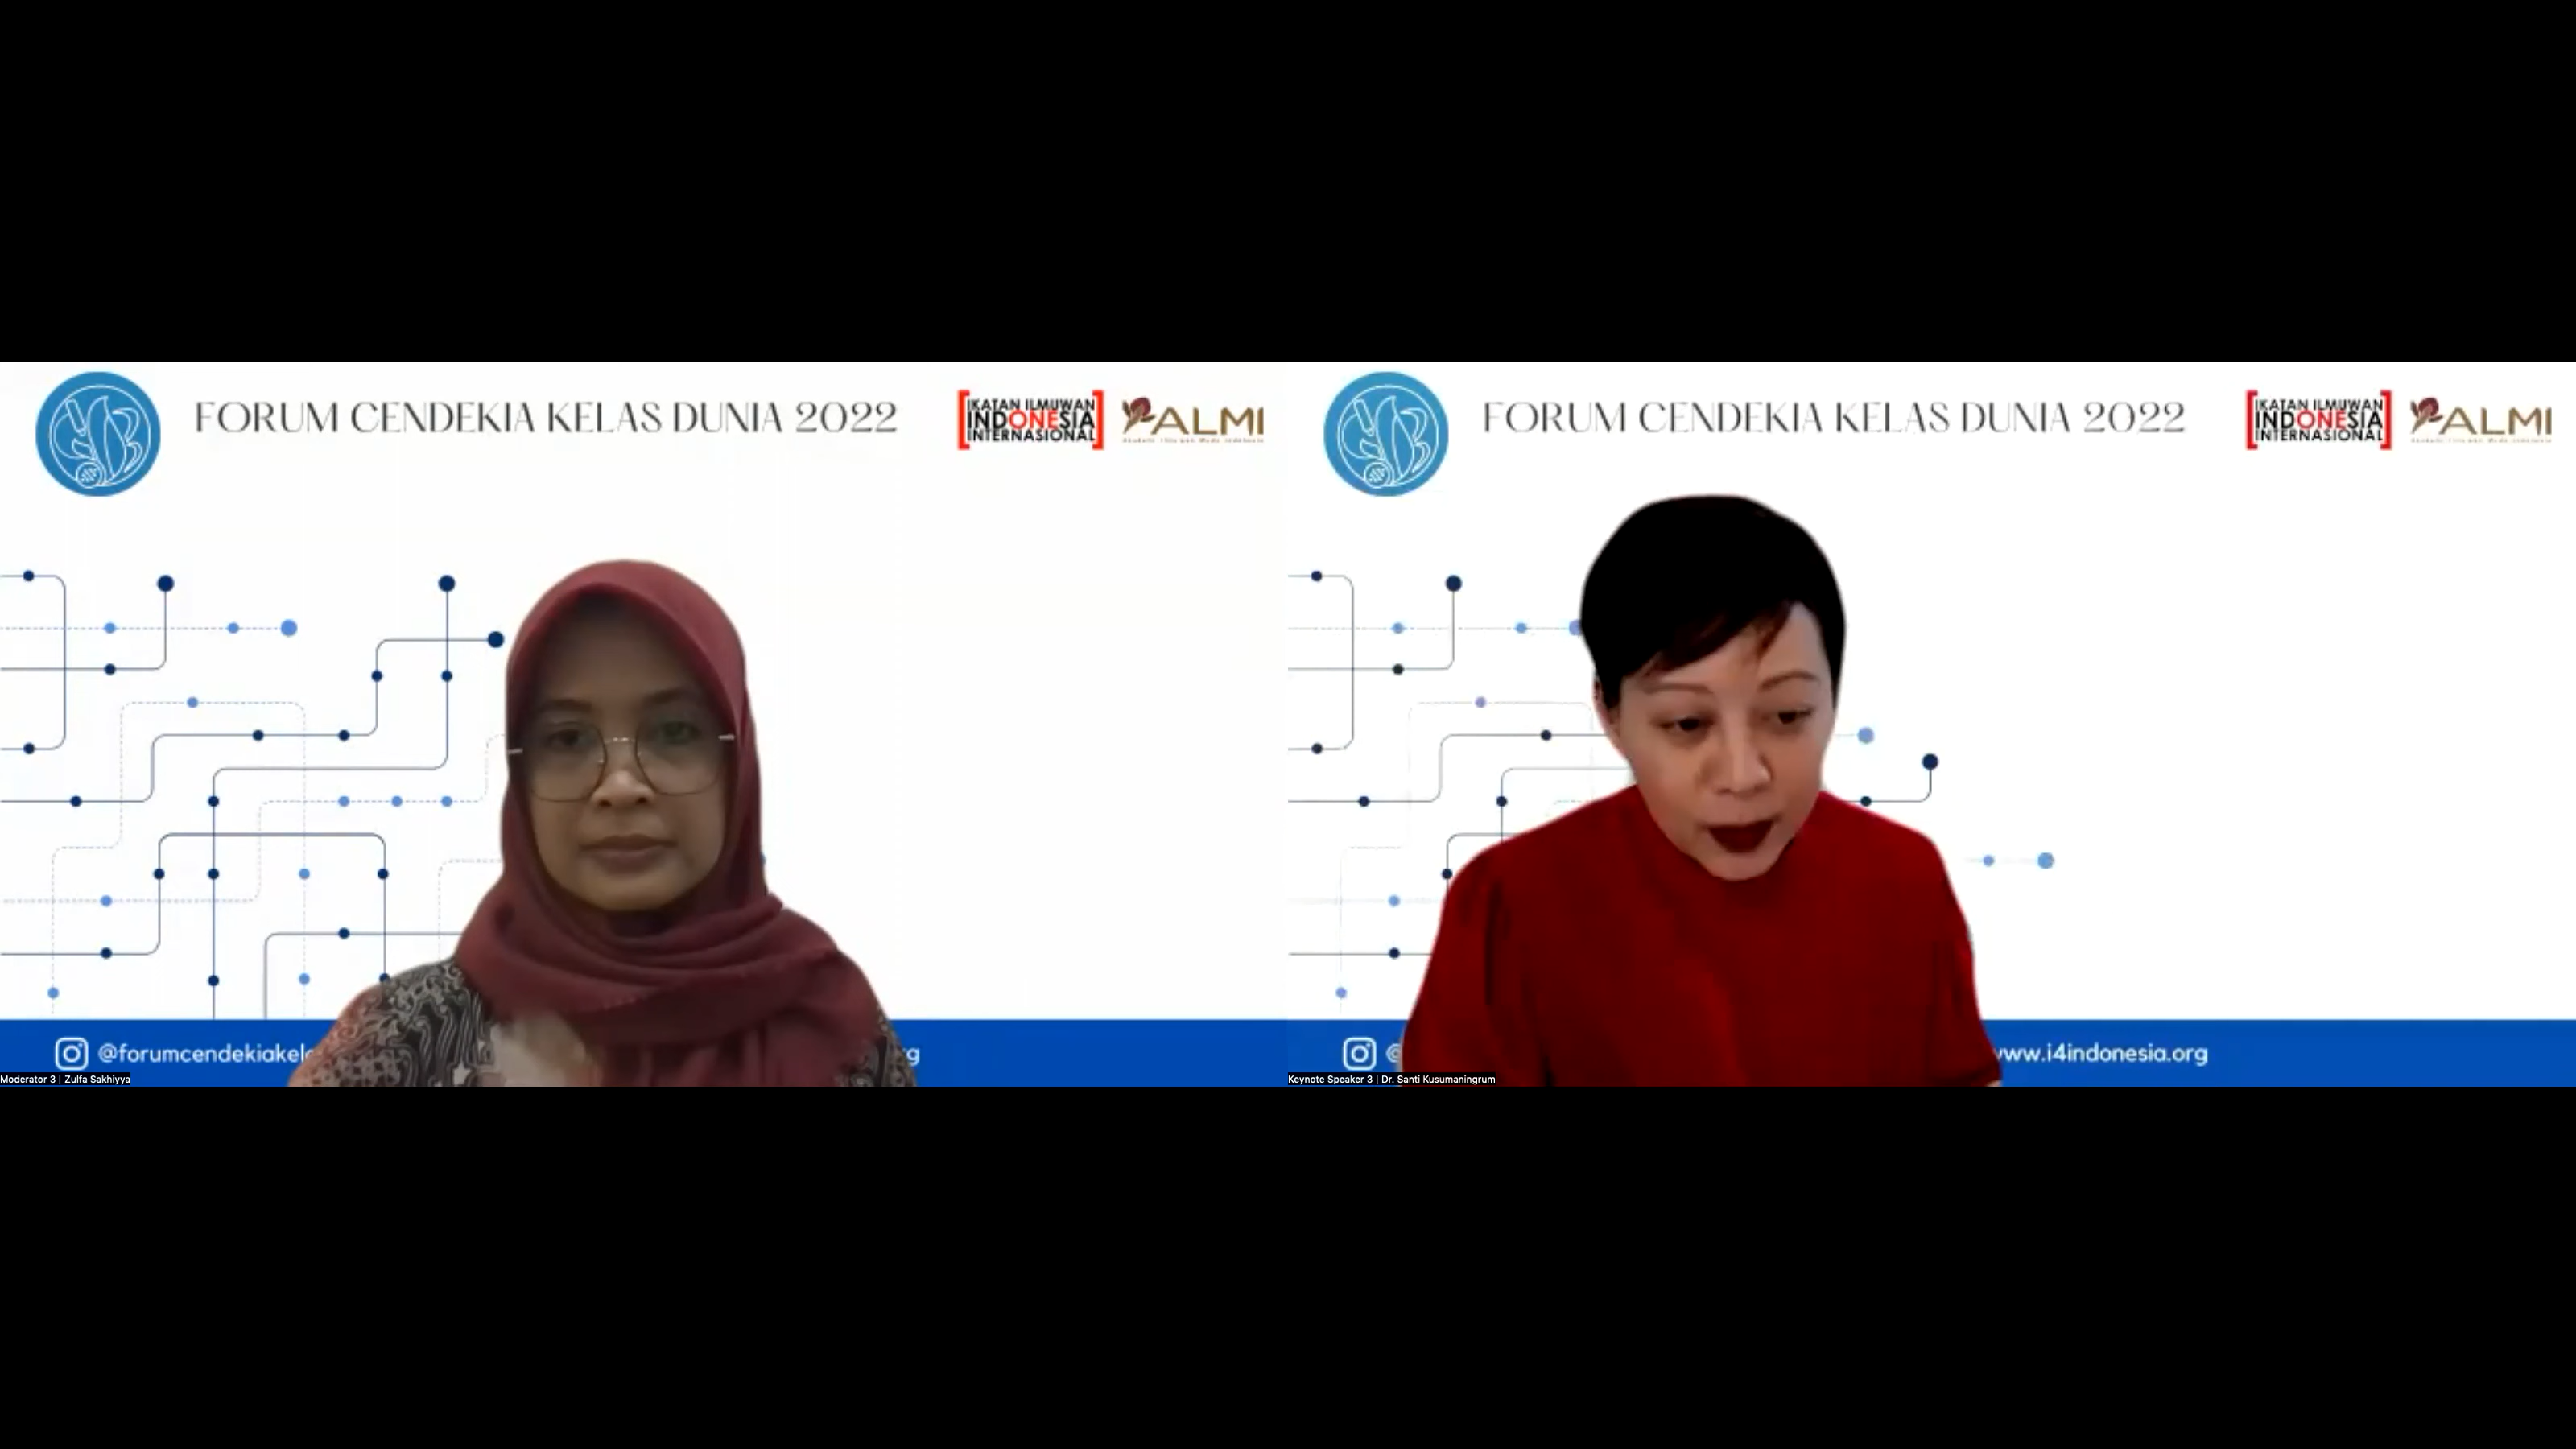 FORUM CENDEKIA KELAS DUNIA 2022
IKATAN ILMUWAN
INDONESIA
INTERNASIONAL
ALMI
@forumcendekiakel
Moderator 3 | Zulfa Sakhiyya
FORUM CENDEKIA KELAS DUNIA 2022
IKATAN ILMUWAN
INDONESIA
INTERNASIONAL
ALMI
www.i4indonesia.org
Keynote Speaker 3 | Dr. Santi Kusumaningrum